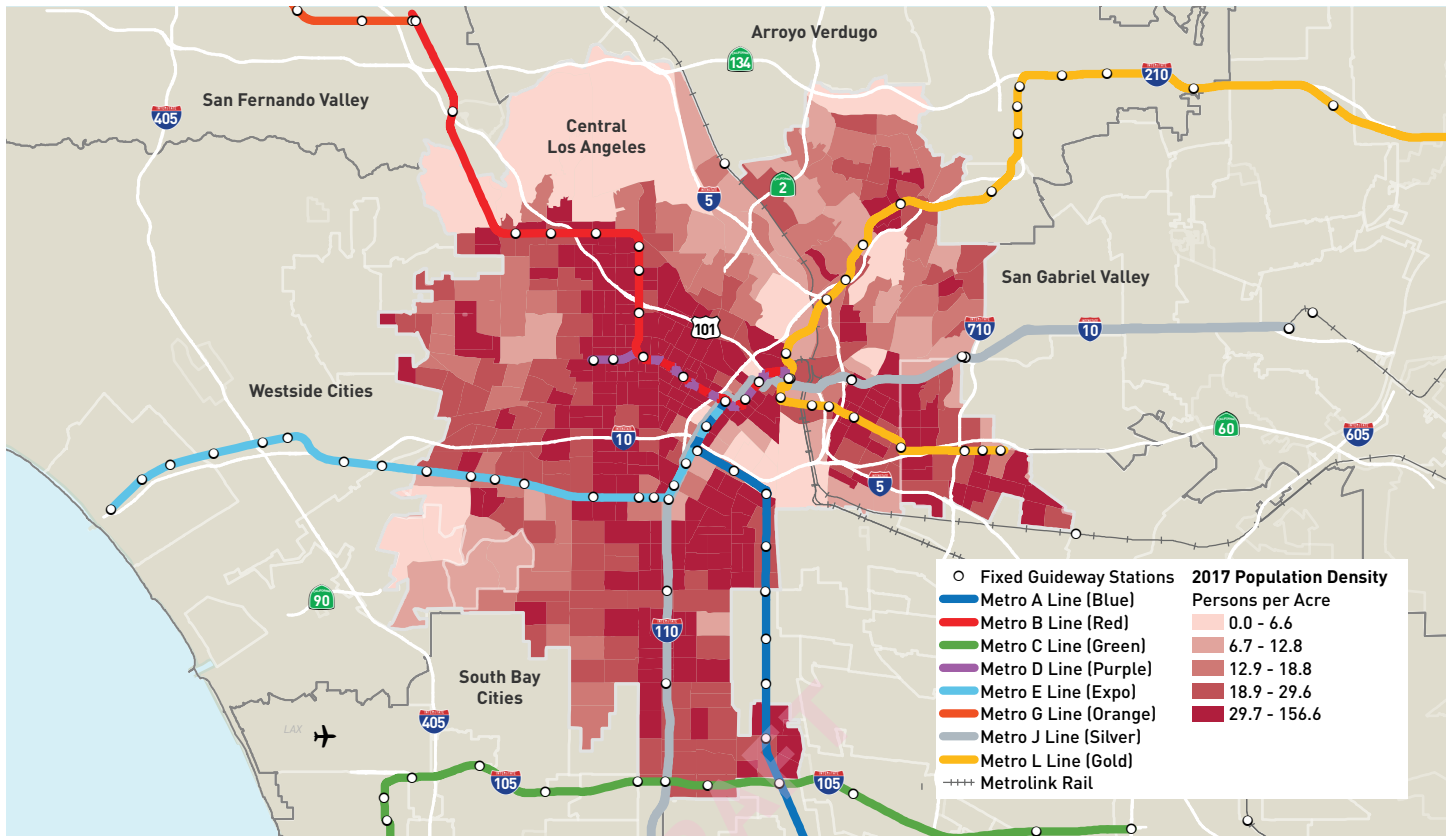 Arroyo Verdugo
134
210
San Fernando Valley
405
Central
Los Angeles
2
5
San Gabriel Valley
101
710
10
Westside Cities
10
60
605
5
90
110
South Bay
Cities
405
LAX
105
105
Fixed Guideway Stations
Metro A Line (Blue)
Metro B Line (Red)
Metro C Line (Green)
Metro D Line (Purple)
Metro E Line (Expo)
Metro G Line (Orange)
Metro J Line (Silver)
Metro L Line (Gold)
Metrolink Rail
2017 Population Density
Persons per Acre
0.0 - 6.6
6.7 - 12.8
12.9 - 18.8
18.9 - 29.6
29.7 - 156.6